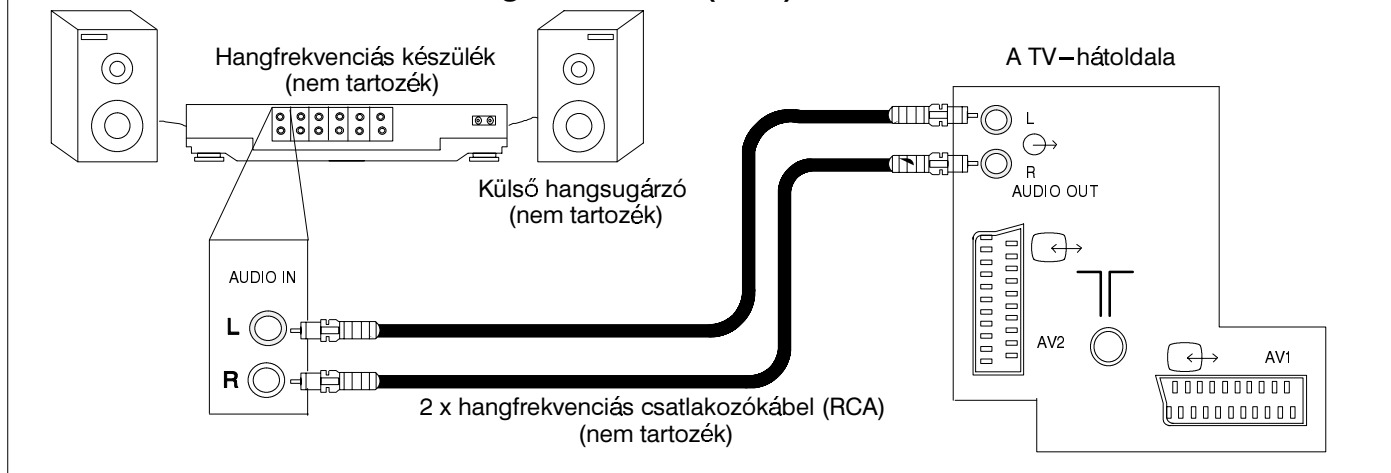 Hangfrekvenciás készülék
(nem tartozék)
A TV–hátoldala
L
R
AUDIO OUT
Külső hangsugárzó
(nem tartozék)
AUDIO IN
L
R
AV2
AV1
2 x hangfrekvenciás csatlakozókábel (RCA)
(nem tartozék)